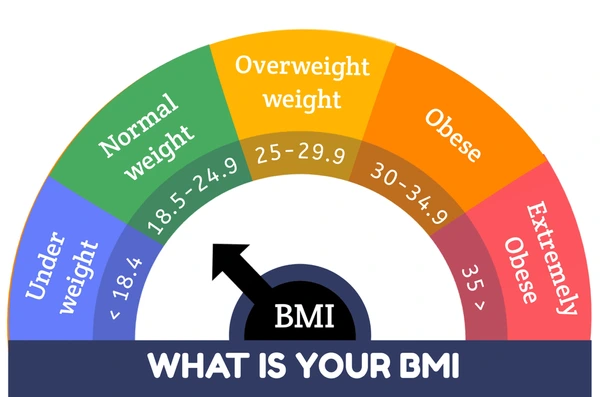 Under
weight
< 18.4
Normal
weight
18.5-24.9
Overweight
weight
25-29.9
Obese
30-34.9
Extremely
Obese
35 >
BMI
WHAT IS YOUR BMI